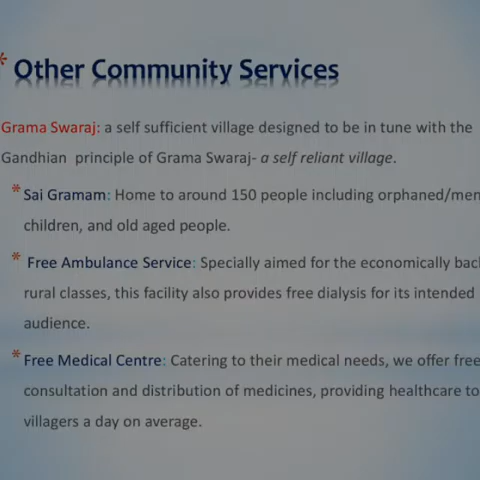 * Other Community Services
Grama Swaraj: a self sufficient village designed to be in tune with the
Gandhian principle of Grama Swaraj- a self reliant village.
* Sai Gramam: Home to around 150 people including orphaned/
children, and old aged people.
* Free Ambulance Service: Specially aimed for the economically
rural classes, this facility also provides free dialysis for its intended
audience.
* Free Medical Centre: Catering to their medical needs, we offer free
consultation and distribution of medicines, providing healthcare to
villagers a day on average.